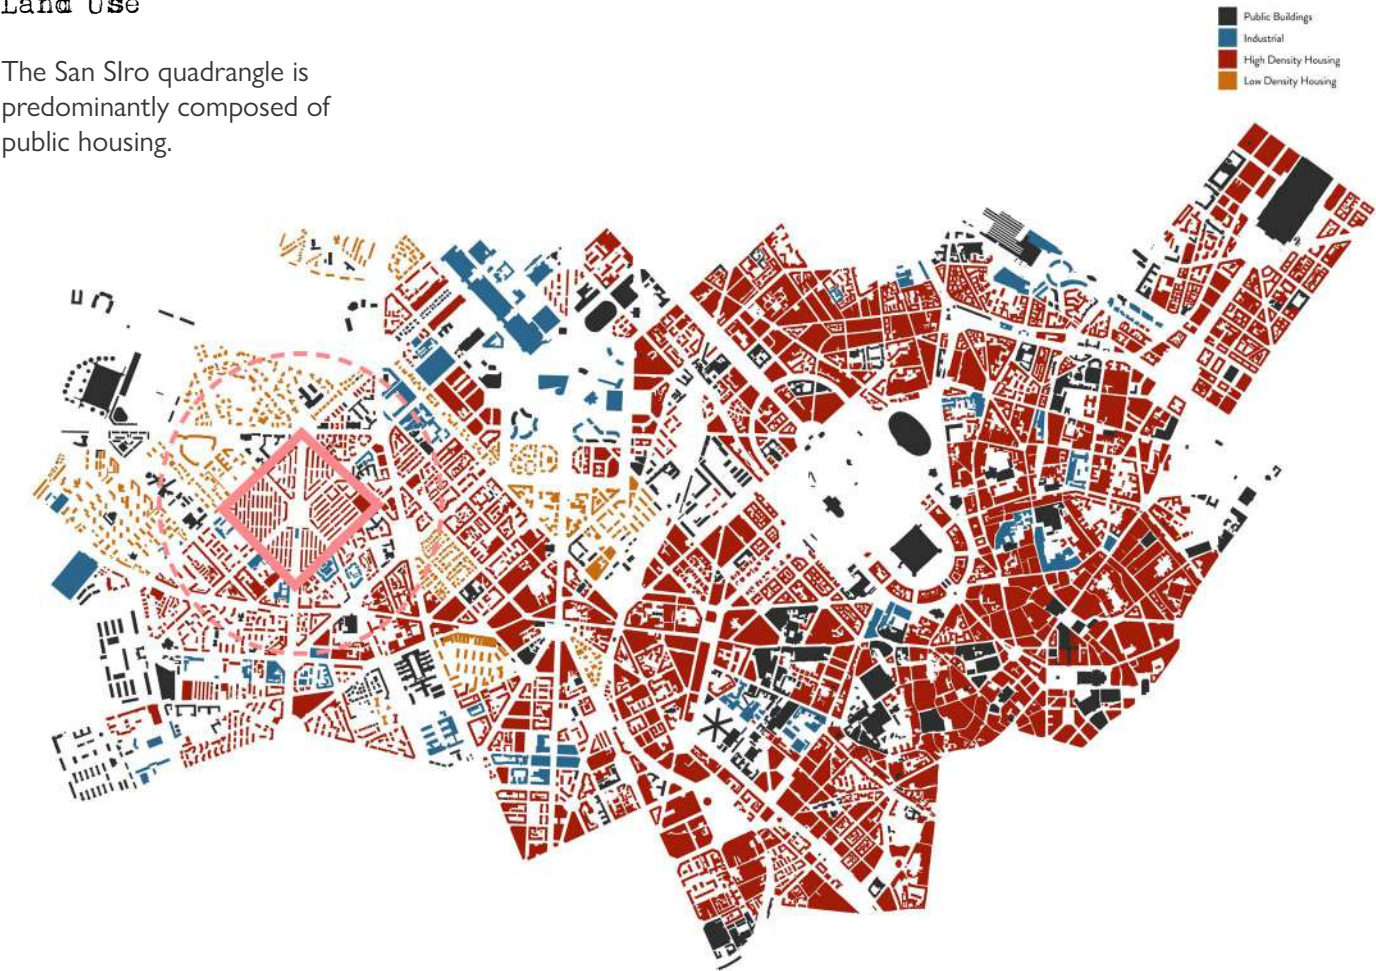 Land Use
The San SIro quadrangle is
predominantly composed of
public housing.
Public Buildings
Industrial
High Density Housing
Low Density Housing